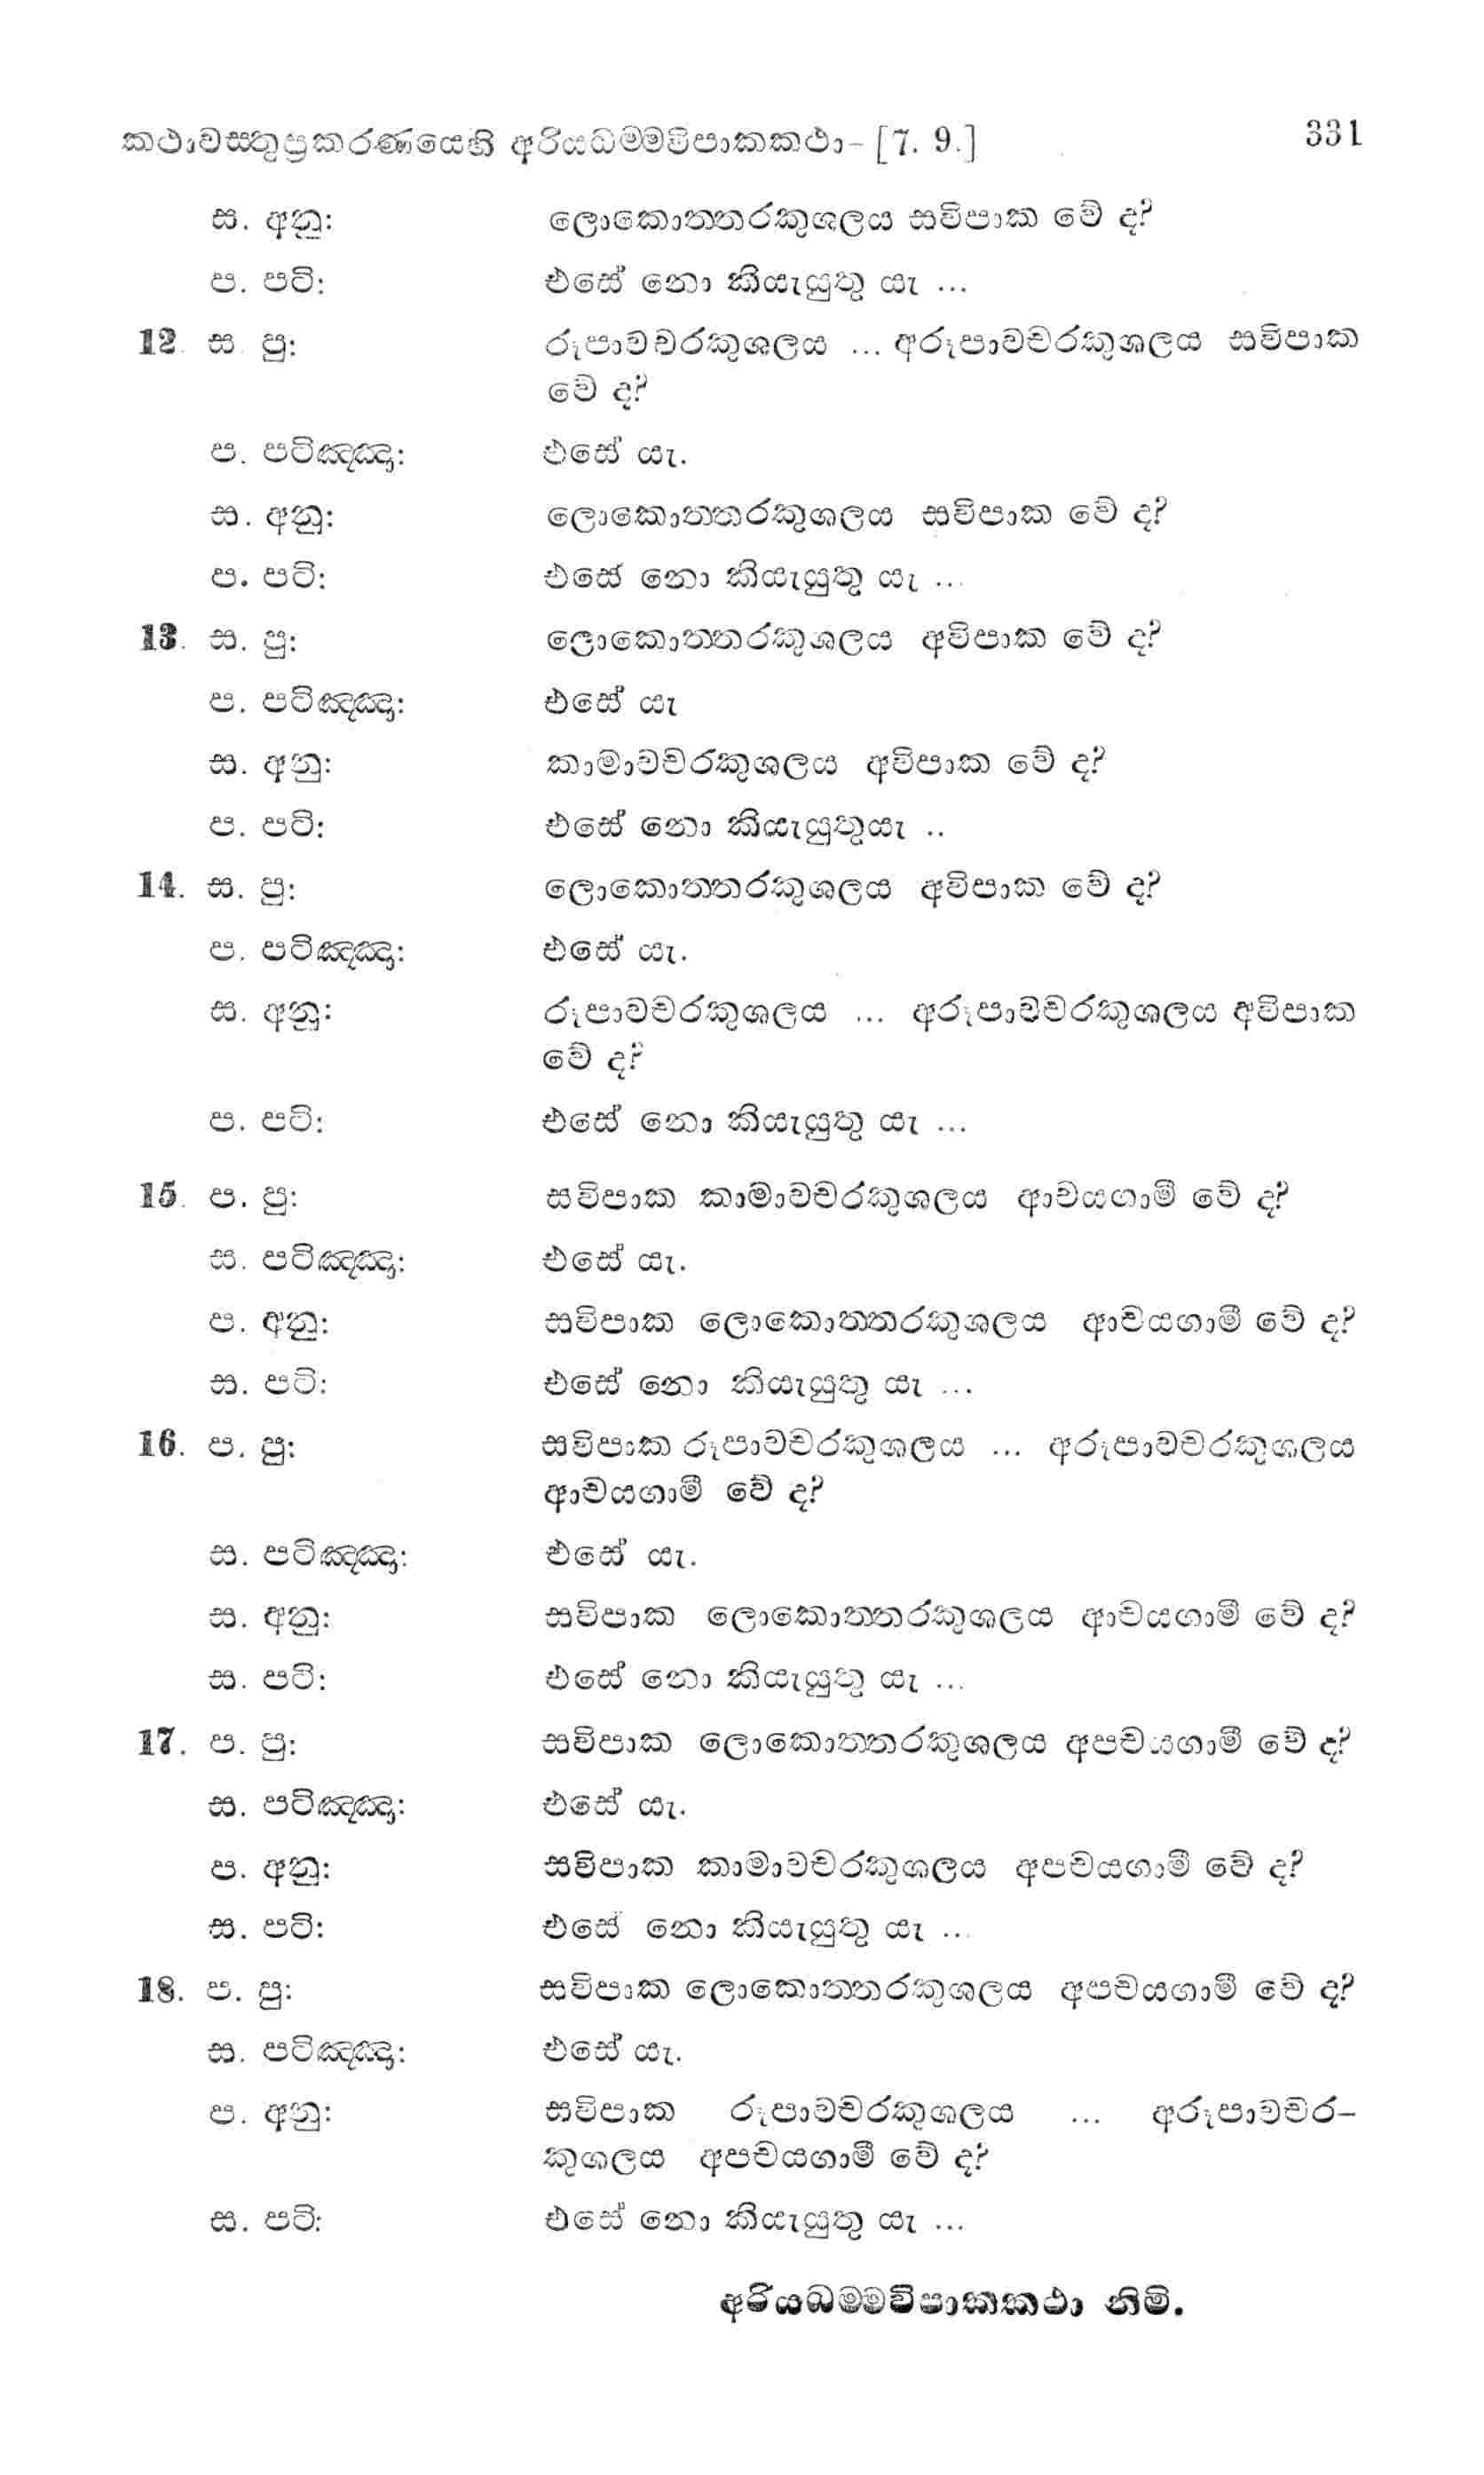 කථාවස්තුප්‍රකරණයෙහි අරියධම්මවිපාකකථා- [7. 9.] 331
ස. අනු: ලොකොත්තරකුශලය සවිපාක වේ ද?
ප. පටි: එසේ නො කියැයුතු යැ ...
12. ස. පු: රූපාවචරකුශලය ... අරූපාවචරකුශලය සවිපාක
වේ ද?
ප. පටිඤ්ඤා: එසේ යැ.
ස. අනු: ලොකොත්තරකුශලය සවිපාක වේ ද?
ප. පටි: එසේ නො කියැයුතු යැ ...
13. ස. පු: ලොකොත්තරකුශලය අවිපාක වේ ද?
ප. පටිඤ්ඤා: එසේ යැ
ස. අනු: කාමාවචරකුශලය අවිපාක වේ ද?
ප. පටි: එසේ නො කියැයුතුයැ ..
14. ස. පු: ලොකොත්තරකුශලය අවිපාක වේ ද?
ප. පටිඤ්ඤා: එසේ යැ.
ස. අනු: රූපාවචරකුශලය ... අරූපාවචරකුශලය අවිපාක
වේ ද?
ප. පටි: එසේ නො කියැයුතු යැ ...
15. ප. පු: සවිපාක කාමාවචරකුශලය ආචයගාමී වේ ද?
ස. පටිඤ්ඤා: එසේ යැ.
ප. අනු: සවිපාක ලොකොත්තරකුශලය ආචයගාමී වේ ද?
ස. පටි: එසේ නො කියැයුතු යැ ...
16. ප. පු: සවිපාක රූපාවචරකුශලය ... අරූපාවචරකුශලය
ආචයගාමී වේ ද?
ස. පටිඤ්ඤා: එසේ යැ.
ස. අනු: සවිපාක ලොකොත්තරකුශලය ආචයගාමී වේ ද?
ස. පටි: එසේ නො කියැයුතු යැ ...
17. ප. පු: සවිපාක ලොකොත්තරකුශලය අපචයගාමී වේ ද?
ස. පටිඤ්ඤා: එසේ යැ.
ප. අනු: සවිපාක කාමාවචරකුශලය අපචයගාමී වේ ද?
ස. පටි: එසේ නො කියැයුතු යැ ...
18. ප. පු: සවිපාක ලොකොත්තරකුශලය අපචයගාමී වේ ද?
ස. පටිඤ්ඤා: එසේ යැ.
ප. අනු: සවිපාක රූපාවචරකුශලය ... අරූපාවචර-
කුශලය අපචයගාමී වේ ද?
ස. පටි: එසේ නො කියැයුතු යැ ...
අරියධම්මවිපාකකථා නිමි.